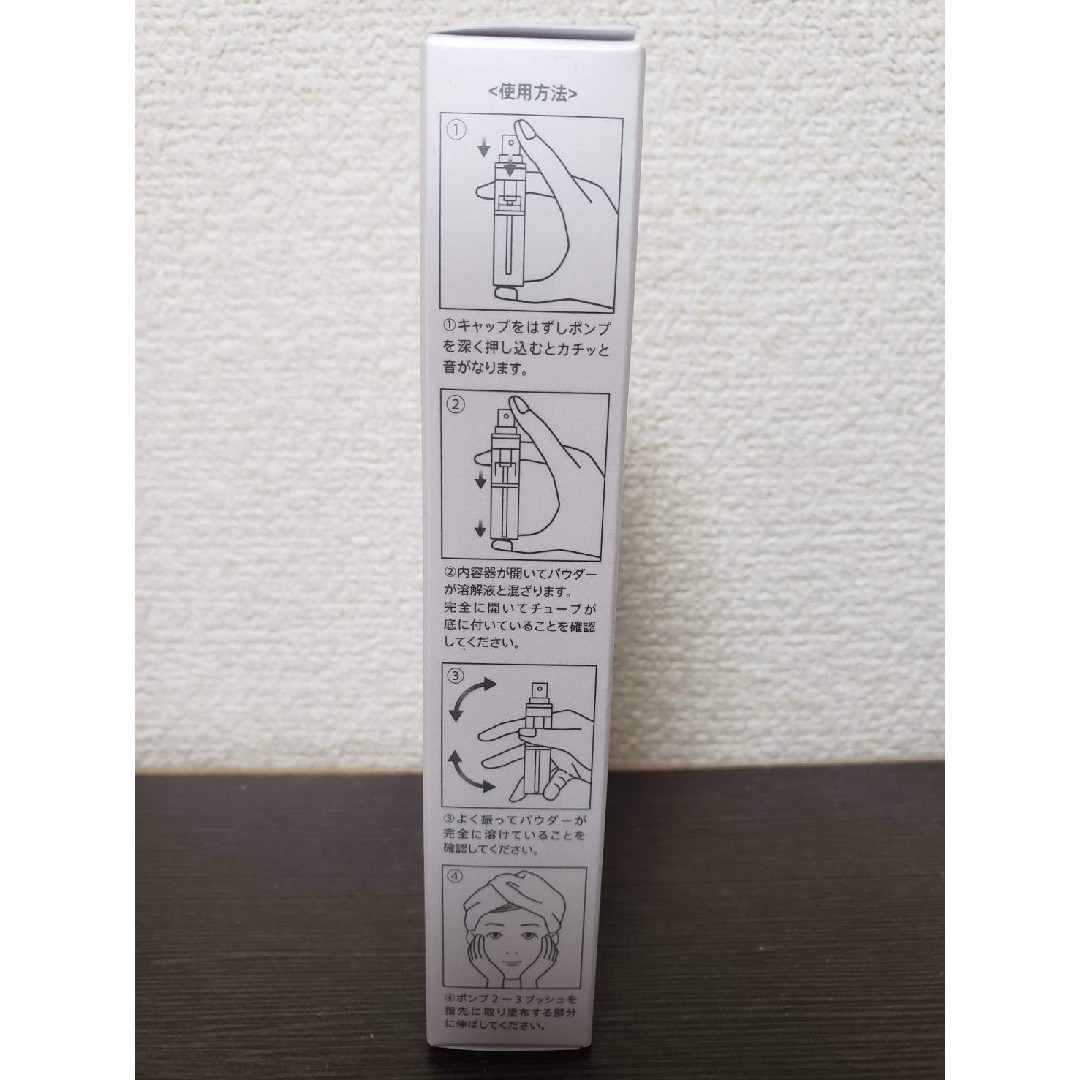 <使用方法>
①
①キャップをはずしポンプ
を深く押し込むとカチッと
音がなります。
②
②内容器が開いてパウダー
が溶解液と混ざります。
完全に開いてチューブが
底に付いていることを確認
してください。
③
③よく振ってパウダーが
完全に溶けていることを
確認してください。
④
④ポンプ2～3プッシュを
指先に取り塗布する部分
に伸ばしてください。